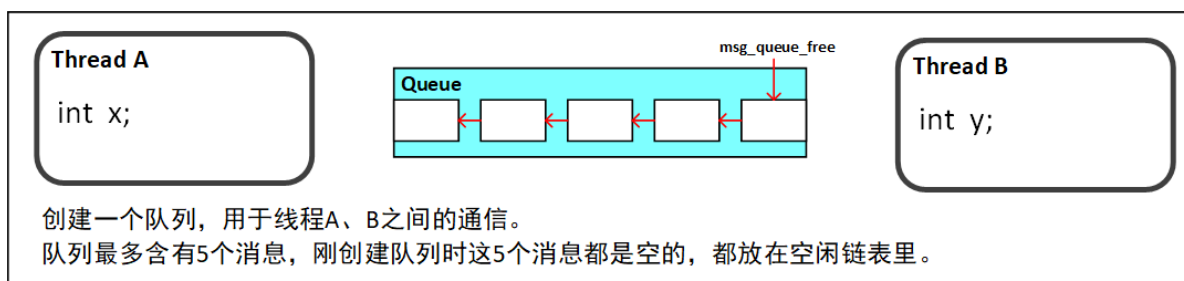 Thread A
int x;
msg_queue_free
Queue
Thread B
int y;
创建一个队列，用于线程A、B之间的通信。
队列最多含有5个消息，刚创建队列时这5个消息都是空的，都放在空闲链表里。